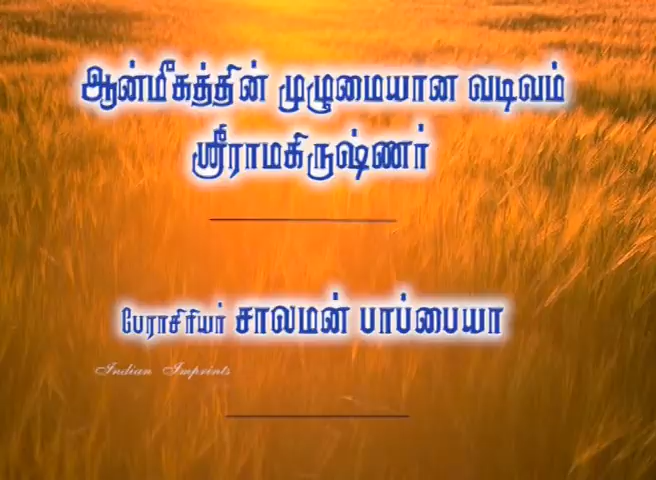 ஆன்மீகத்தின் முழுமையான வடிவம்
ஸ்ரீராமகிருஷ்ணர்
பேராசிரியர் சாலமன் பாப்பையா
Indian Imprints